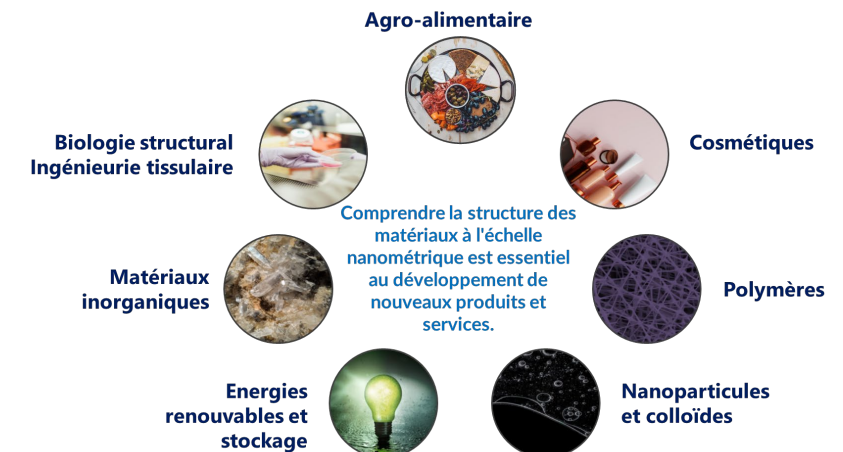 Agro-alimentaire
Biologie structural
Ingénieurie tissulaire
Cosmétiques
Comprendre la structure des
matériaux à l'échelle
nanométrique est essentiel
au développement de
nouveaux produits et
services.
Matériaux
inorganiques
Polymères
Energies
renouvables et
stockage
Nanoparticules
et colloïdes